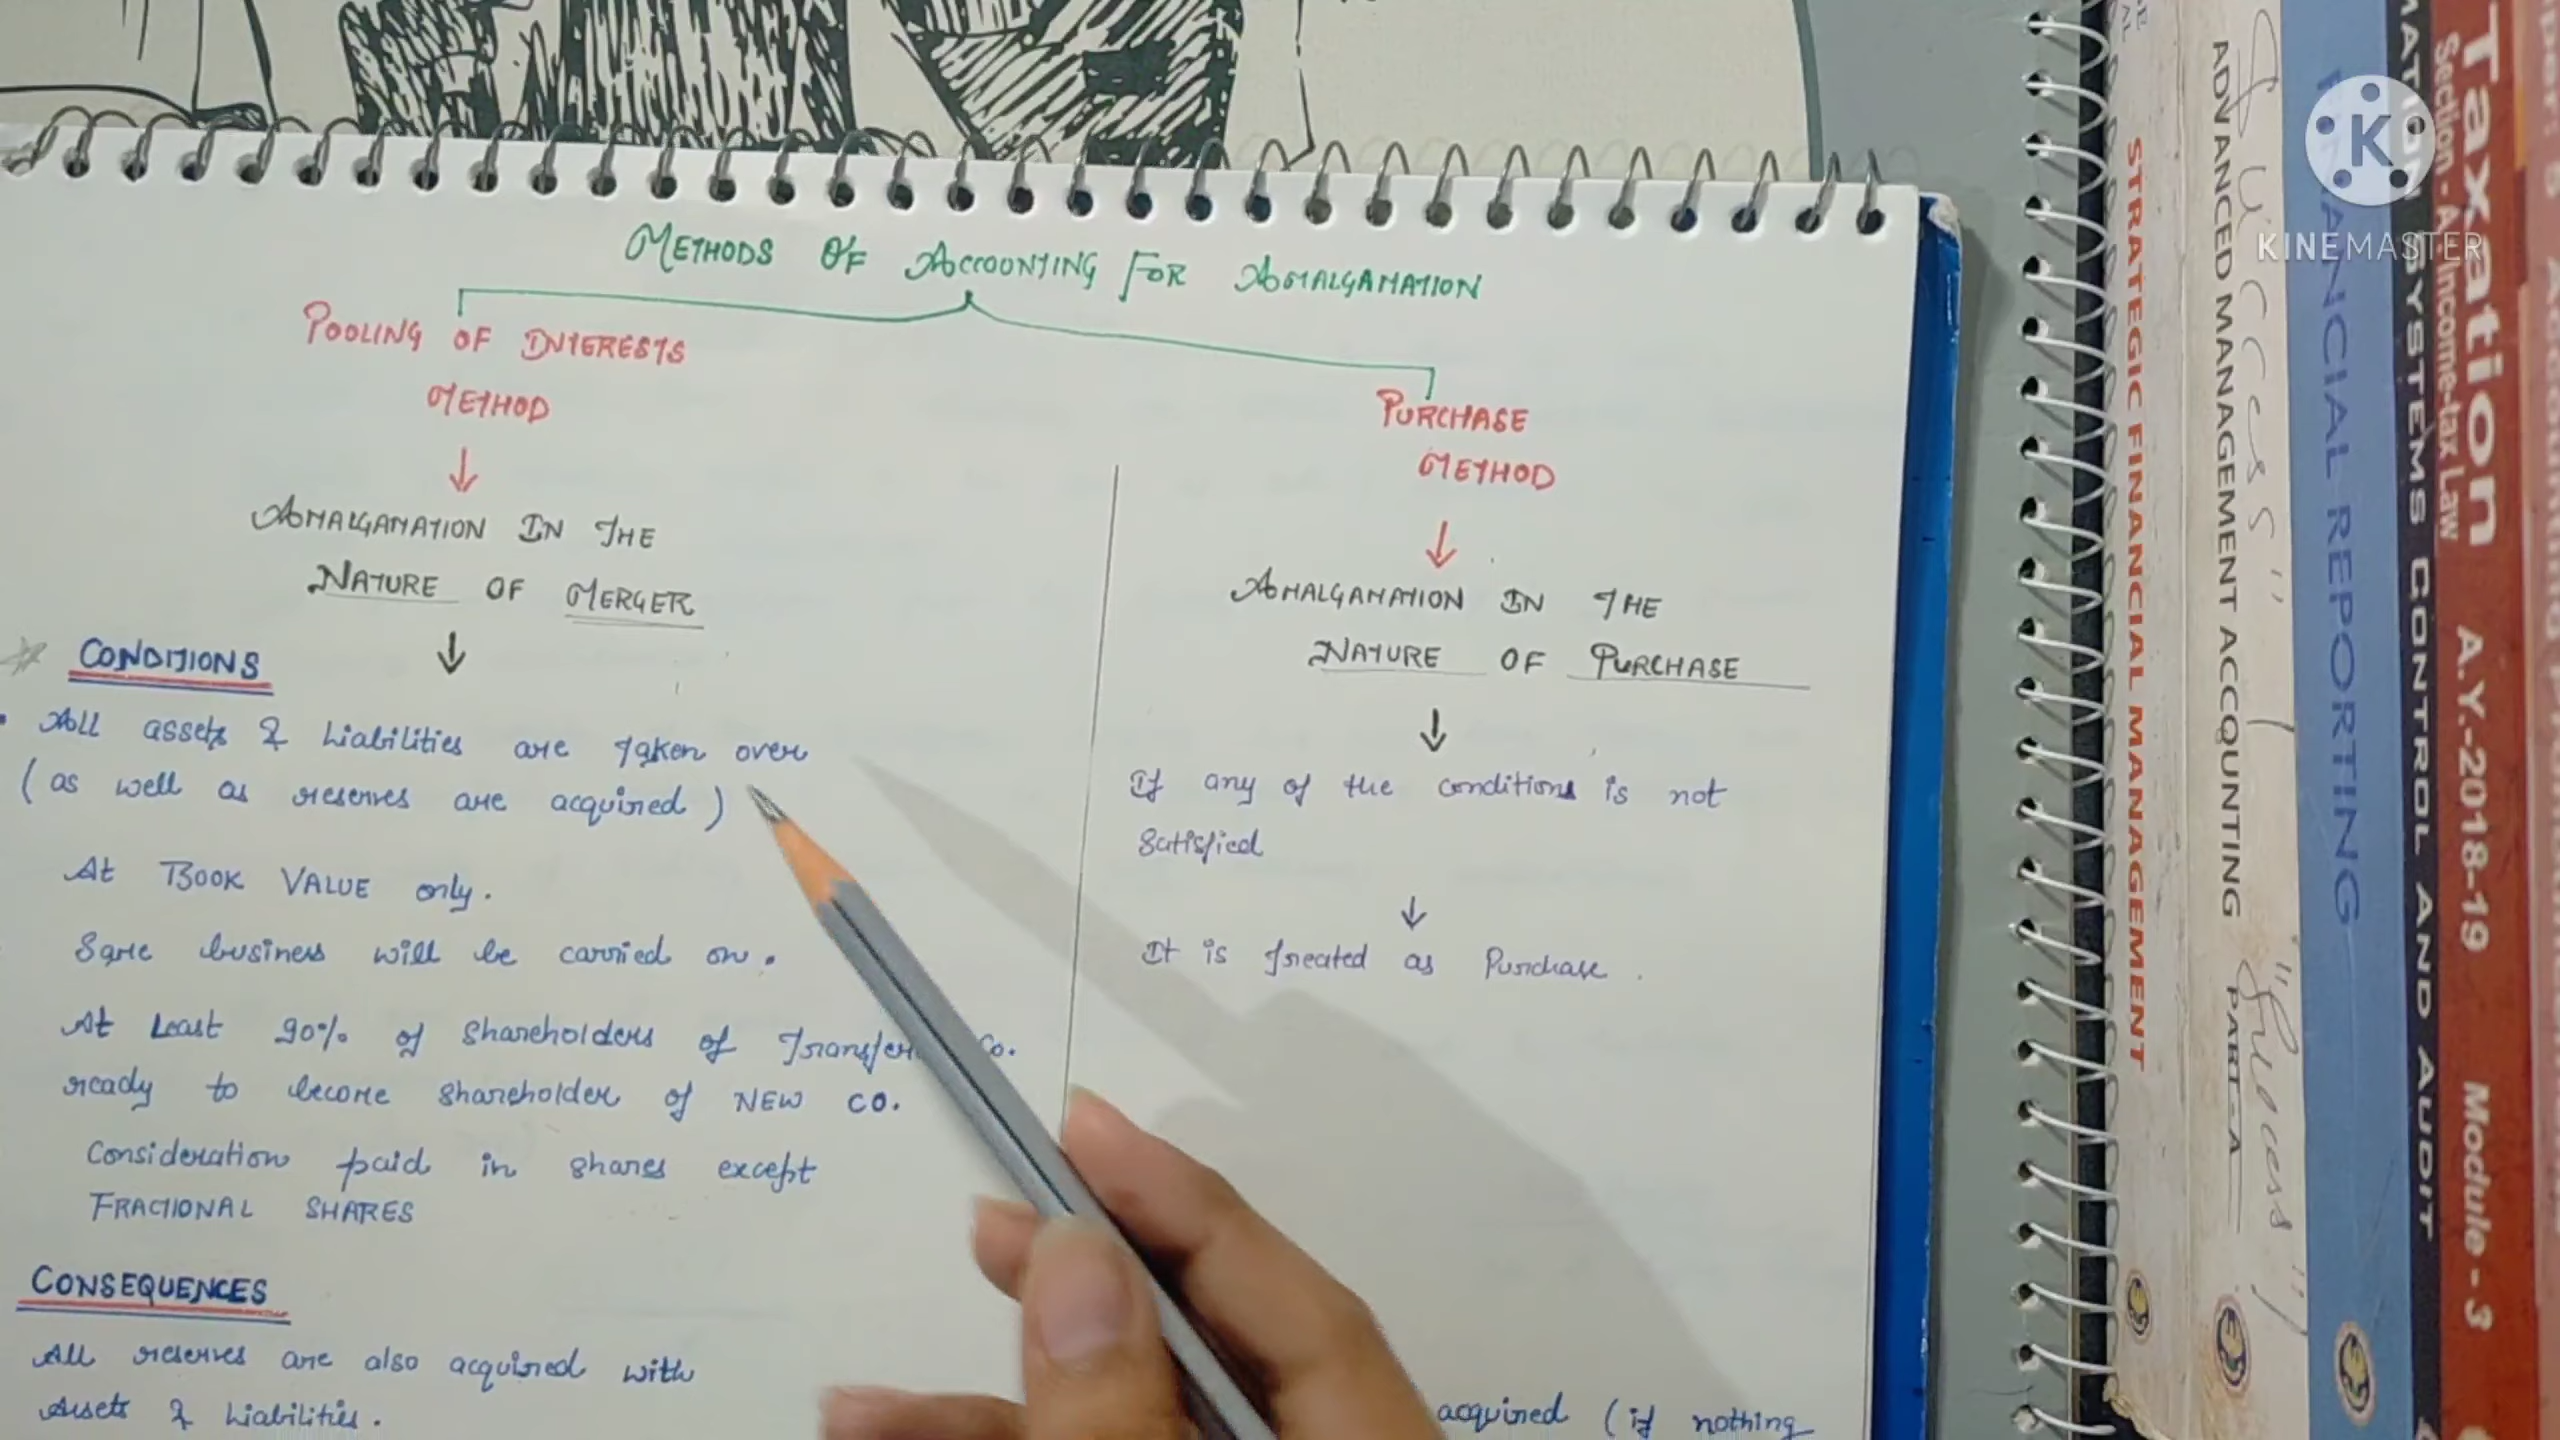 METHODS OF ACCOUNTING FOR AMALGAMATION
POOLING OF INTERESTS
METHOD
AMALGAMATION IN THE
NATURE OF MERGER
CONDITIONS
All assets & Liabilities are taken over
(as well as reserves are acquired)
At BOOK VALUE only.
Same business will be carried on.
At Least 90% of Shareholders of Co.
ready to become shareholder of NEW CO.
Consideration paid in shares except
FRACTIONAL SHARES
CONSEQUENCES
All reserves are also acquired with
Assets & Liabilities.
PURCHASE
METHOD
AMALGAMATION IN THE
NATURE OF PURCHASE
If any of the conditions is not
Satisfied
It is treated as Purchase.
acquired (if nothing
K
KINEMASTER
STRATEGIC FINANCIAL MANAGEMENT
"Success"
ADVANCED MANAGEMENT ACCOUNTING PART-A
"Success"
FINANCIAL REPORTING
SYSTEMS CONTROL AND AUDIT
Taxation
Section - A: Income-tax Law
A.Y.-2018-19 Module - 3